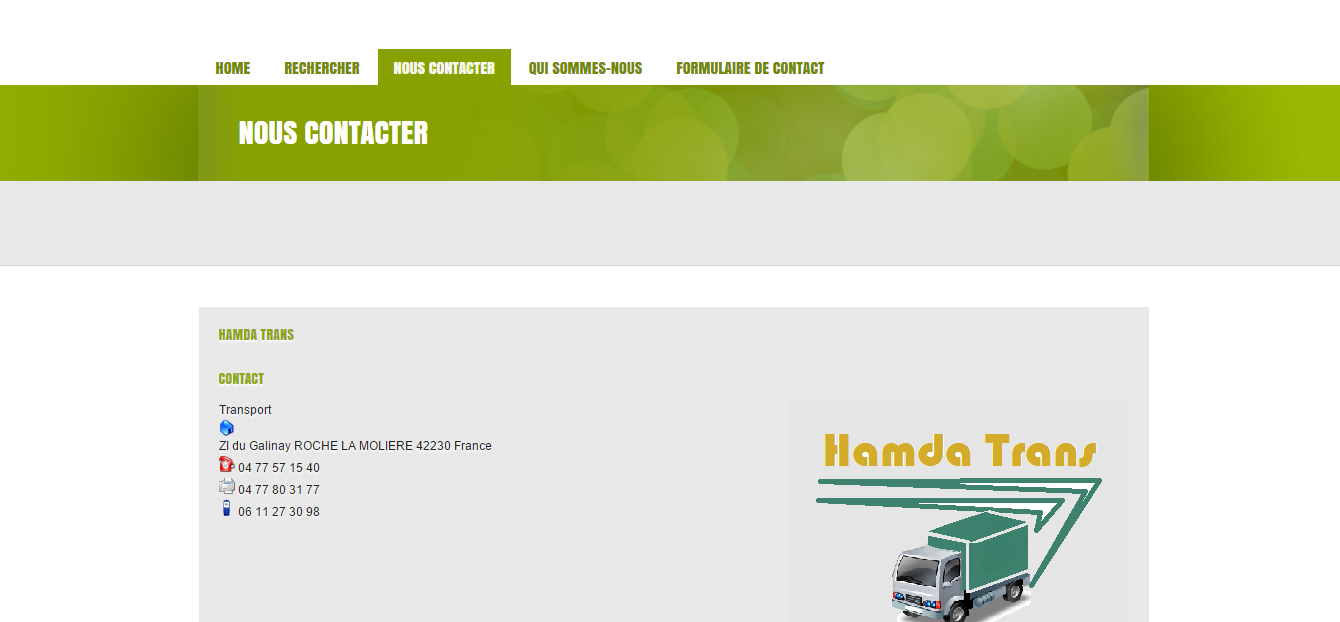 HOME RECHERCHER NOUS CONTACTER QUI SOMMES-NOUS FORMULAIRE DE CONTACT
NOUS CONTACTER
HAMDA TRANS
CONTACT
Transport
ZI du Galinay ROCHE LA MOLIERE 42230 France
04 77 57 15 40
04 77 80 31 77
06 11 27 30 98
Hamda Trans